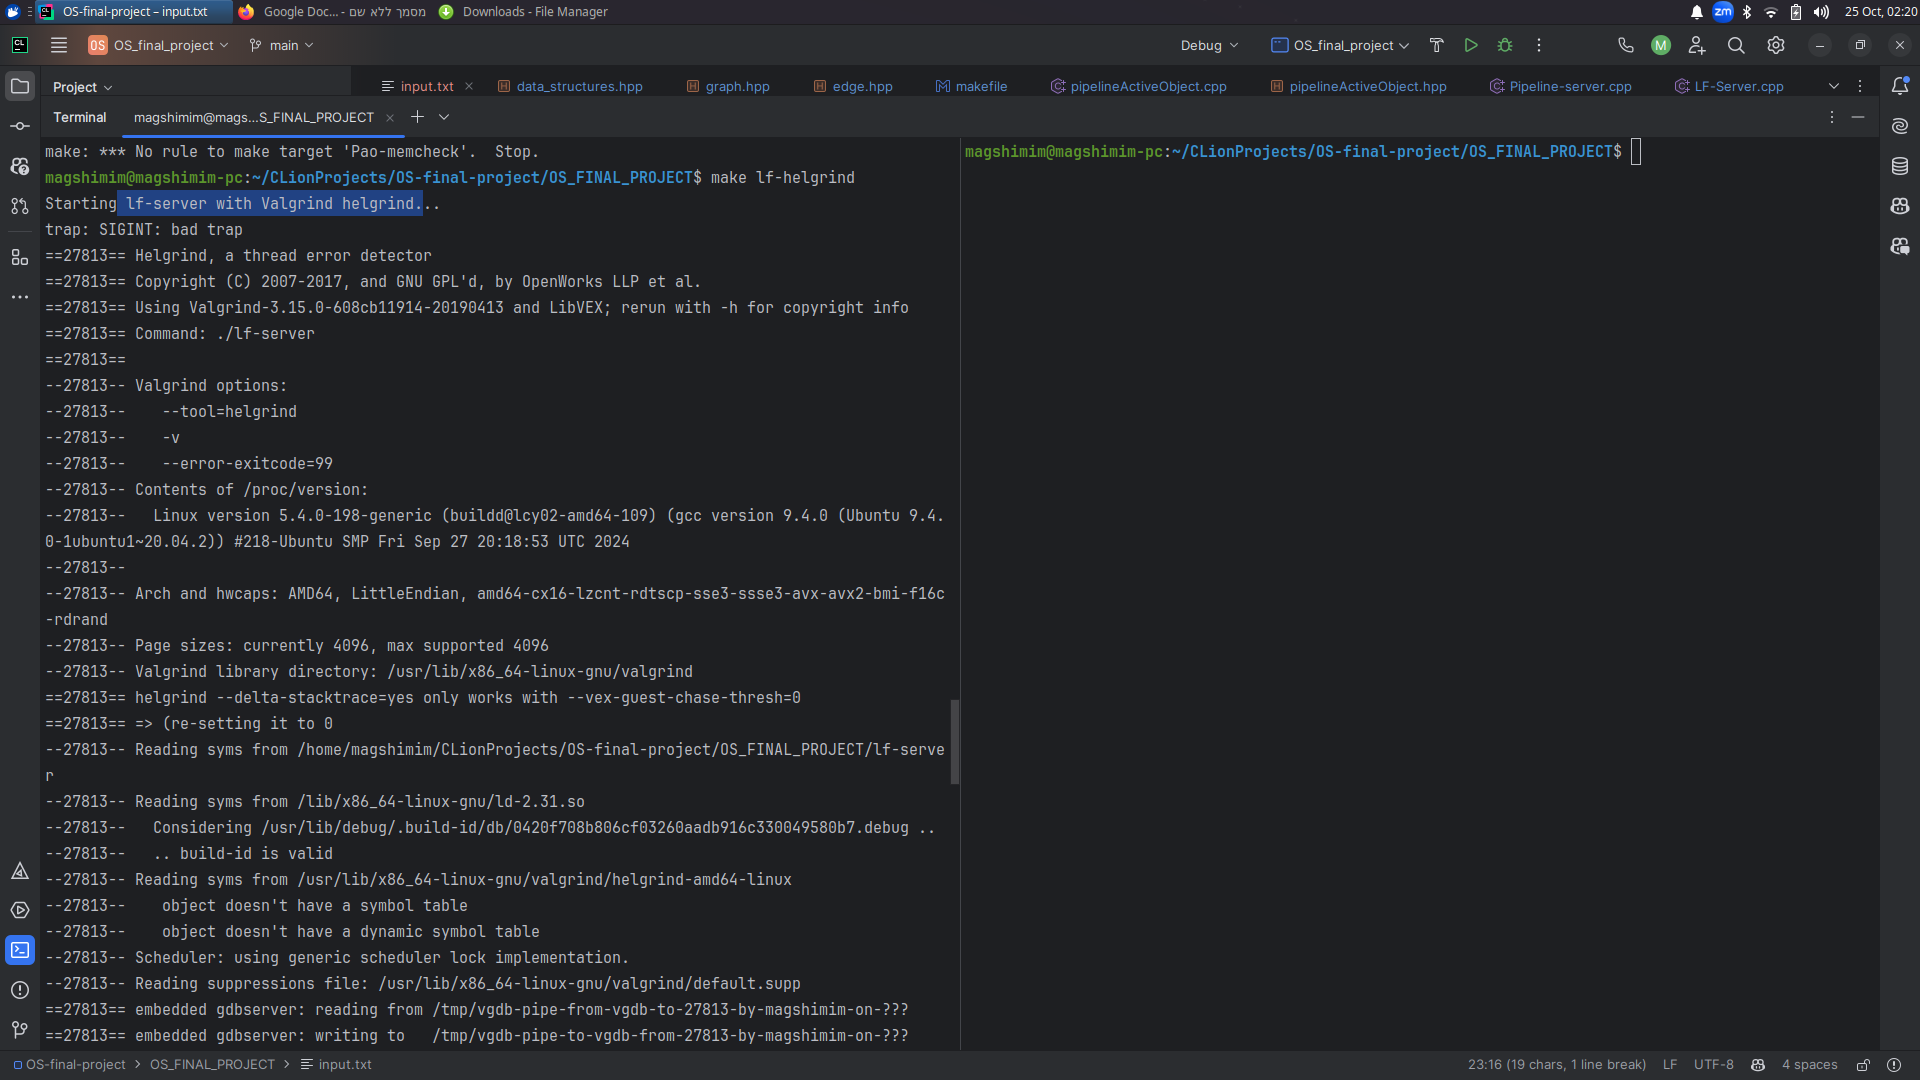 OS-final-project – input.txt
Google Doc... - מסמך ללא שם
Downloads - File Manager
zm
25 Oct, 02:20
CL
OS OS_final_project
main
Debug
OS_final_project
M
Project
input.txt
data_structures.hpp
graph.hpp
edge.hpp
makefile
pipelineActiveObject.cpp
pipelineActiveObject.hpp
Pipeline-server.cpp
LF-Server.cpp
Terminal
magshimim@mags...S_FINAL_PROJECT
make: *** No rule to make target 'Pao-memcheck'.  Stop.
magshimim@magshimim-pc:~/CLionProjects/OS-final-project/OS_FINAL_PROJECT$ make lf-helgrind
Starting lf-server with Valgrind helgrind...
trap: SIGINT: bad trap
==27813== Helgrind, a thread error detector
==27813== Copyright (C) 2007-2017, and GNU GPL'd, by OpenWorks LLP et al.
==27813== Using Valgrind-3.15.0-608cb11914-20190413 and LibVEX; rerun with -h for copyright info
==27813== Command: ./lf-server
==27813==
--27813-- Valgrind options:
--27813--    --tool=helgrind
--27813--    -v
--27813--    --error-exitcode=99
--27813-- Contents of /proc/version:
--27813--   Linux version 5.4.0-198-generic (buildd@lcy02-amd64-109) (gcc version 9.4.0 (Ubuntu 9.4.
0-1ubuntu1~20.04.2)) #218-Ubuntu SMP Fri Sep 27 20:18:53 UTC 2024
--27813--
--27813-- Arch and hwcaps: AMD64, LittleEndian, amd64-cx16-lzcnt-rdtscp-sse3-ssse3-avx-avx2-bmi-f16c
-rdrand
--27813-- Page sizes: currently 4096, max supported 4096
--27813-- Valgrind library directory: /usr/lib/x86_64-linux-gnu/valgrind
==27813== helgrind --delta-stacktrace=yes only works with --vex-guest-chase-thresh=0
==27813== => (re-setting it to 0
--27813-- Reading syms from /home/magshimim/CLionProjects/OS-final-project/OS_FINAL_PROJECT/lf-serve
r
--27813-- Reading syms from /lib/x86_64-linux-gnu/ld-2.31.so
--27813--   Considering /usr/lib/debug/.build-id/db/0420f708b806cf03260aadb916c330049580b7.debug ..
--27813--   .. build-id is valid
--27813-- Reading syms from /usr/lib/x86_64-linux-gnu/valgrind/helgrind-amd64-linux
--27813--    object doesn't have a symbol table
--27813--    object doesn't have a dynamic symbol table
--27813-- Scheduler: using generic scheduler lock implementation.
--27813-- Reading suppressions file: /usr/lib/x86_64-linux-gnu/valgrind/default.supp
==27813== embedded gdbserver: reading from /tmp/vgdb-pipe-from-vgdb-to-27813-by-magshimim-on-???
==27813== embedded gdbserver: writing to   /tmp/vgdb-pipe-to-vgdb-from-27813-by-magshimim-on-???
magshimim@magshimim-pc:~/CLionProjects/OS-final-project/OS_FINAL_PROJECT$
OS-final-project > OS_FINAL_PROJECT > input.txt
23:16 (19 chars, 1 line break)
LF
UTF-8
4 spaces